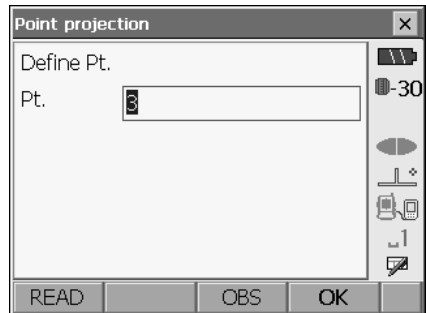 Point projection
Define Pt.
-30
Pt. 3
1
READ OBS OK